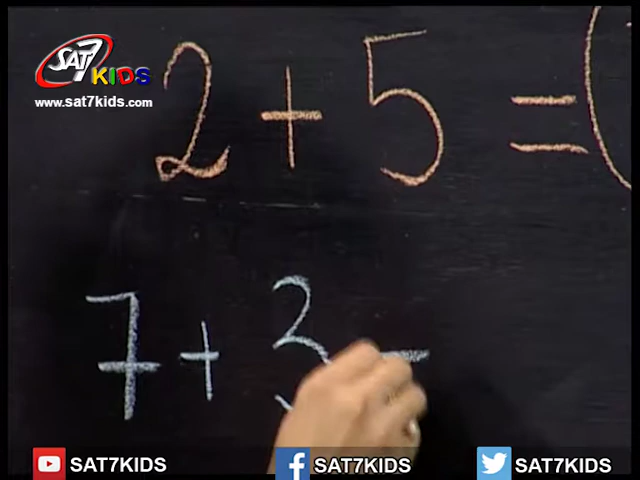 SAT7 KIDS
www.sat7kids.com
2 + 5 =
7 + 3
SAT7KIDS SAT7KIDS SAT7KIDS